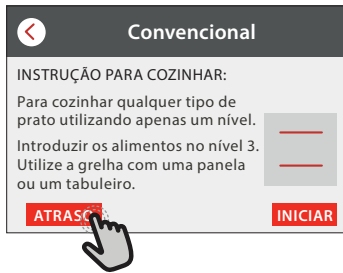 Convencional
INSTRUÇÃO PARA COZINHAR:
Para cozinhar qualquer tipo de
prato utilizando apenas um nível.
Introduzir os alimentos no nível 3.
Utilize a grelha com uma panela
ou um tabuleiro.
ATRASO
INICIAR